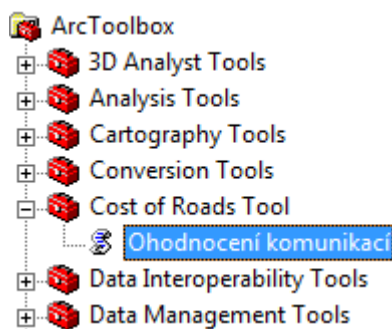 ArcToolbox
3D Analyst Tools
Analysis Tools
Cartography Tools
Conversion Tools
Cost of Roads Tool
Ohodnocení komunikací
Data Interoperability Tools
Data Management Tools